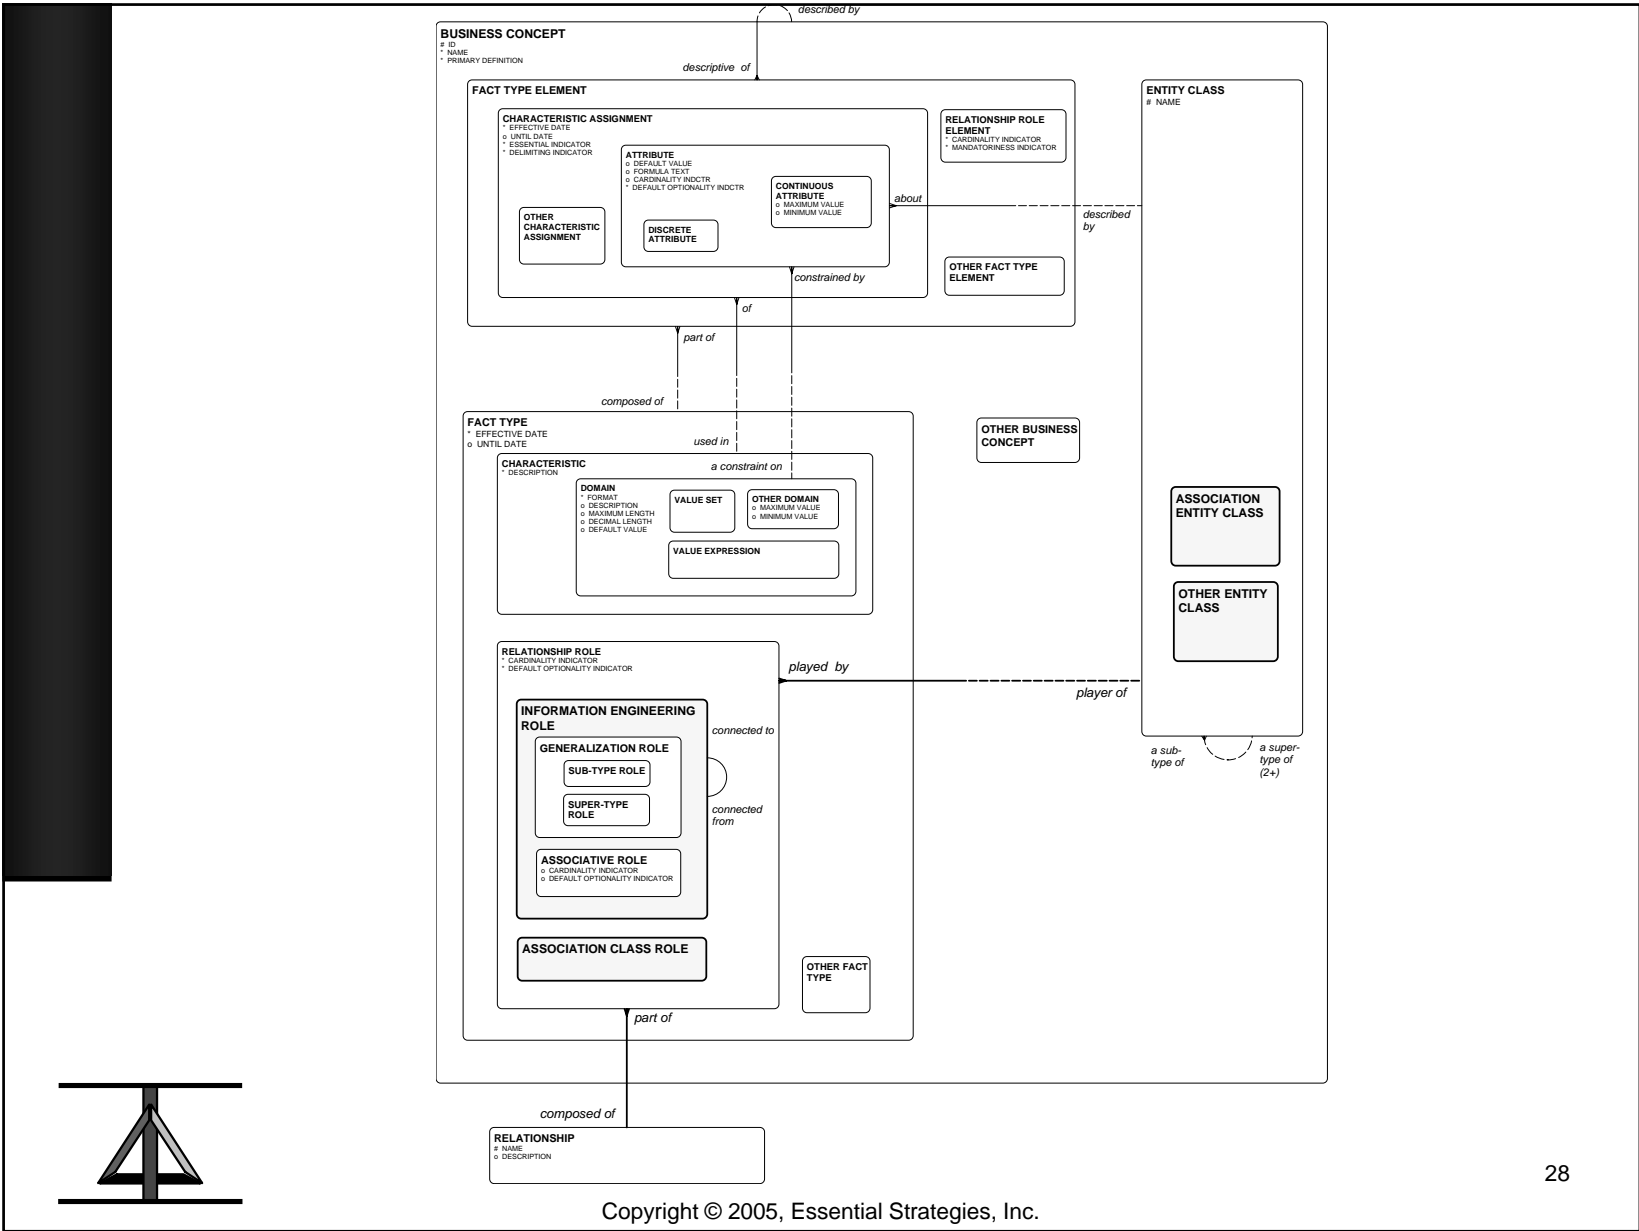 described by
BUSINESS CONCEPT
# ID
* NAME
* PRIMARY DEFINITION
descriptive of
FACT TYPE ELEMENT
CHARACTERISTIC ASSIGNMENT
* EFFECTIVE DATE
o UNTIL DATE
* ESSENTIAL INDICATOR
* DELIMITING INDICATOR
ATTRIBUTE
o DEFAULT VALUE
o FORMULA TEXT
o CARDINALITY INDCTR
* DEFAULT OPTIONALITY INDCTR
CONTINUOUS
ATTRIBUTE
o MAXIMUM VALUE
o MINIMUM VALUE
OTHER
CHARACTERISTIC
ASSIGNMENT
DISCRETE
ATTRIBUTE
RELATIONSHIP ROLE
ELEMENT
* CARDINALITY INDICATOR
* MANDATORINESS INDICATOR
OTHER FACT TYPE
ELEMENT
ENTITY CLASS
# NAME
about
described
by
constrained by
of
part of
composed of
used in
a constraint on
FACT TYPE
* EFFECTIVE DATE
o UNTIL DATE
CHARACTERISTIC
* DESCRIPTION
DOMAIN
* FORMAT
o DESCRIPTION
o MAXIMUM LENGTH
o DECIMAL LENGTH
o DEFAULT VALUE
VALUE SET
OTHER DOMAIN
o MAXIMUM VALUE
o MINIMUM VALUE
VALUE EXPRESSION
OTHER BUSINESS
CONCEPT
ASSOCIATION
ENTITY CLASS
OTHER ENTITY
CLASS
RELATIONSHIP ROLE
* CARDINALITY INDICATOR
* DEFAULT OPTIONALITY INDICATOR
played by
player of
INFORMATION ENGINEERING
ROLE
GENERALIZATION ROLE
SUB-TYPE ROLE
SUPER-TYPE
ROLE
connected to
connected
from
a sub-
type of
a super-
type of
(2+)
ASSOCIATIVE ROLE
o CARDINALITY INDICATOR
o DEFAULT OPTIONALITY INDICATOR
ASSOCIATION CLASS ROLE
OTHER FACT
TYPE
part of
composed of
RELATIONSHIP
# NAME
o DESCRIPTION
28
Copyright © 2005, Essential Strategies, Inc.